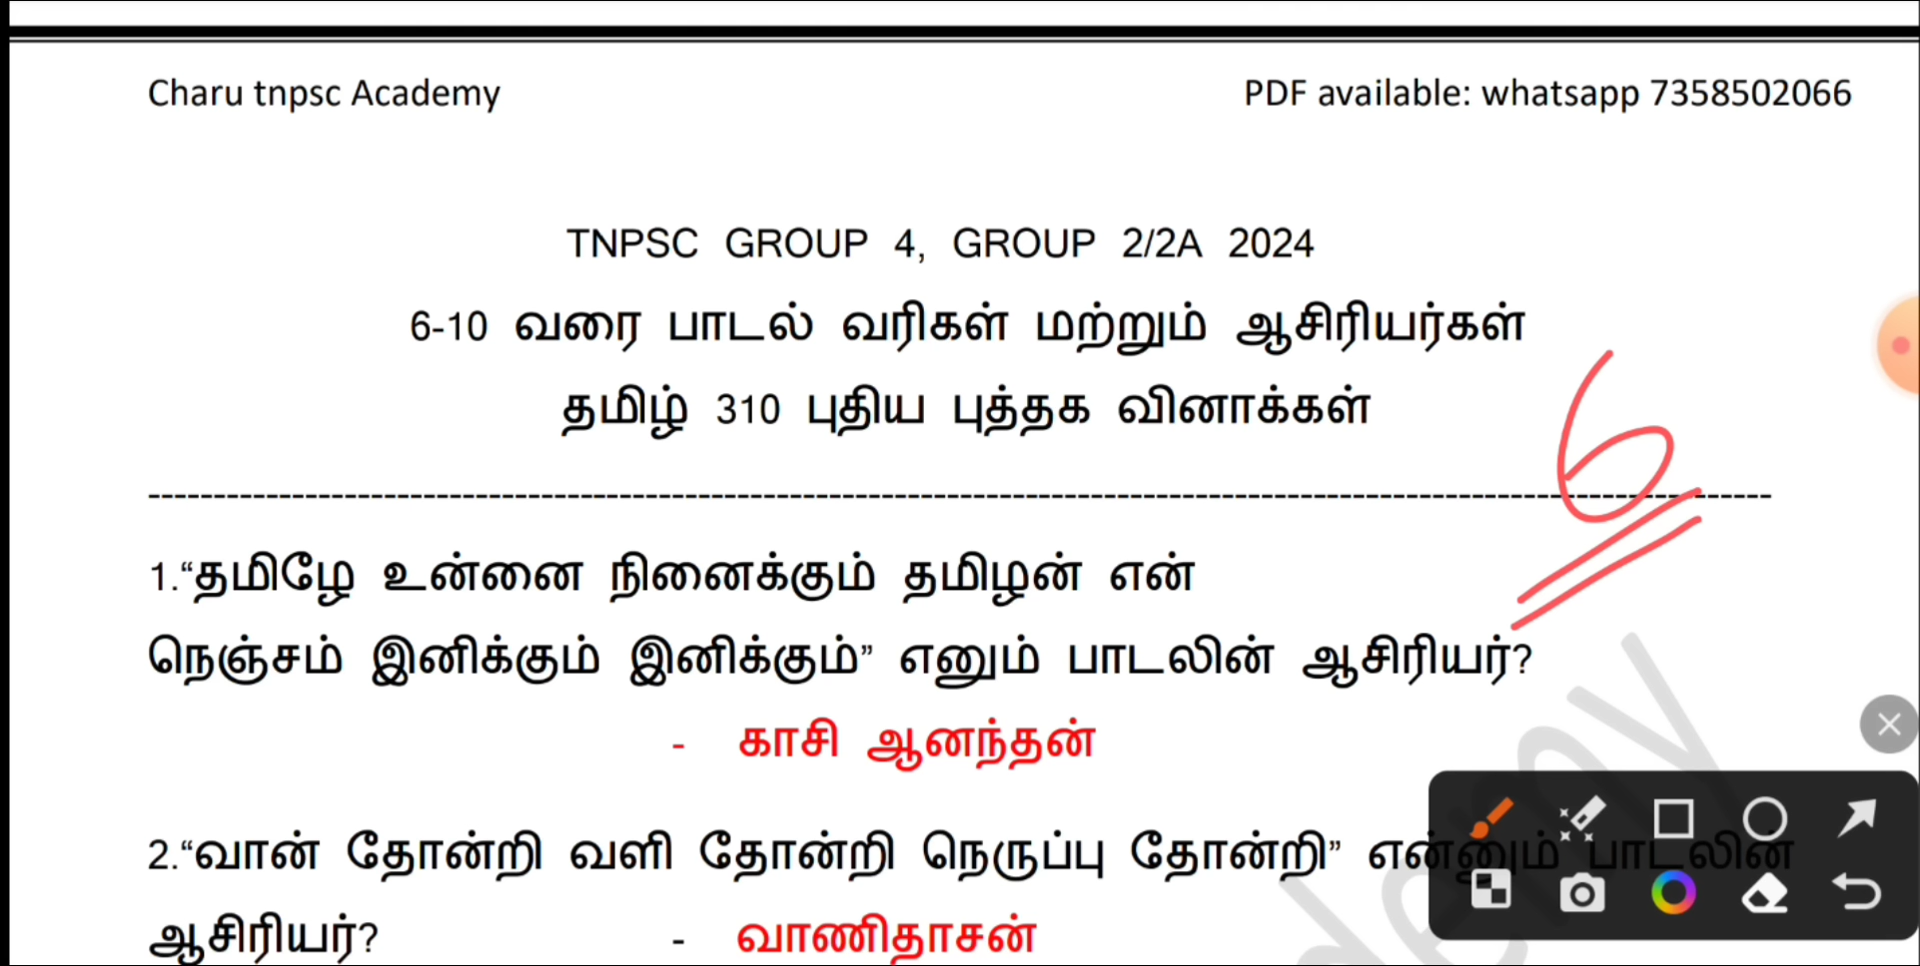 Charu tnpsc Academy
PDF available: whatsapp 7358502066
TNPSC GROUP 4, GROUP 2/2A 2024
6-10 வரை பாடல் வரிகள் மற்றும் ஆசிரியர்கள்
தமிழ் 310 புதிய புத்தக வினாக்கள்
6
1.“தமிழே உன்னை நினைக்கும் தமிழன் என்
நெஞ்சம் இனிக்கும் இனிக்கும்” எனும் பாடலின் ஆசிரியர்?
- காசி ஆனந்தன்
2.“வான் தோன்றி வளி தோன்றி நெருப்பு தோன்றி” என்னும் பாடலின்
ஆசிரியர்? - வாணிதாசன்